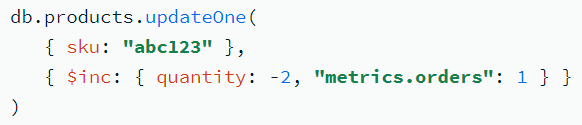 db.products.updateOne(
{ sku: "abc123" },
{ $inc: { quantity: -2, "metrics.orders": 1 } }
)